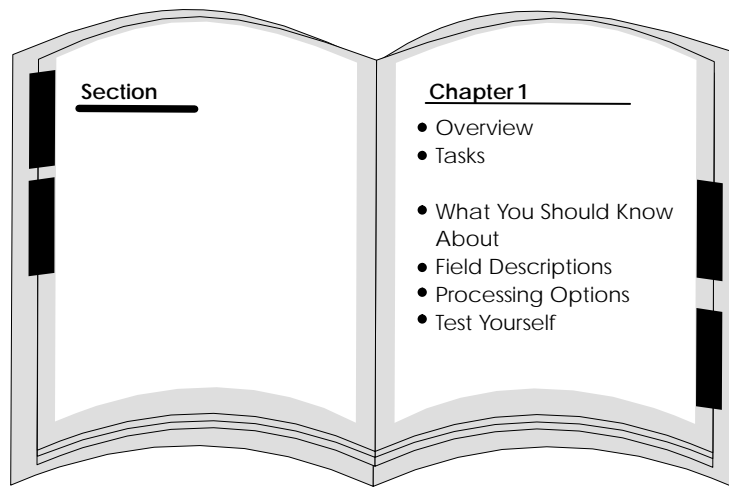 Section
Chapter 1
• Overview
• Tasks
• What You Should Know
About
• Field Descriptions
• Processing Options
• Test Yourself